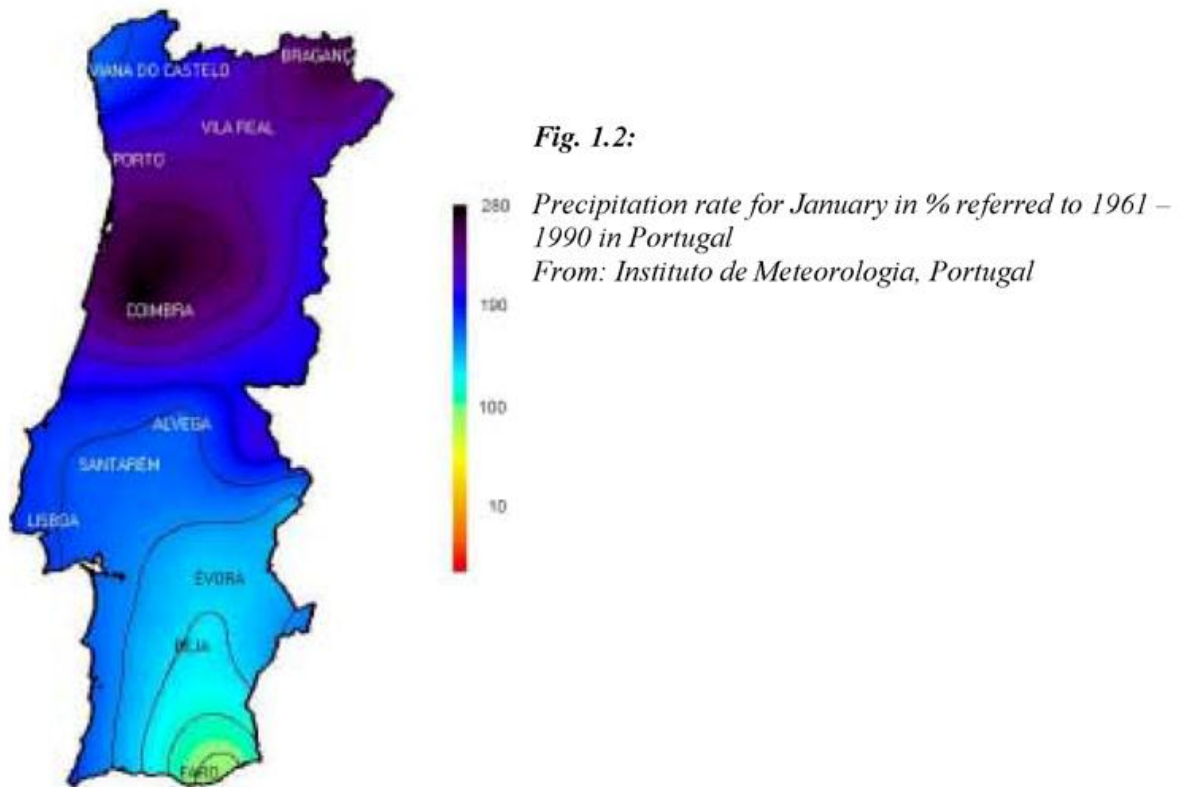 BRAGANÇ
VIANA DO CASTELO
VILA REAL
PORTO
COIMBRA
ALVEGA
SANTARÉM
LISBOA
ÉVORA
BEJA
FARO
280
190
100
10
Fig. 1.2:
Precipitation rate for January in % referred to 1961 –
1990 in Portugal
From: Instituto de Meteorologia, Portugal